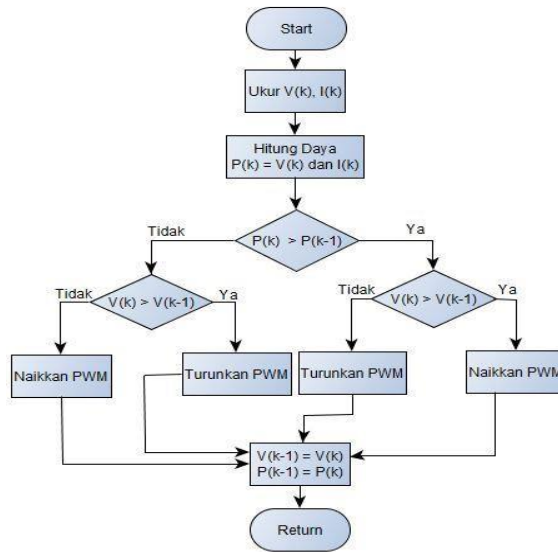 Start
Ukur V(k), I(k)
Hitung Daya
P(k) = V(k) dan I(k)
Tidak
P(k) > P(k-1)
Ya
Tidak
V(k) > V(k-1)
Ya
Tidak
V(k) > V(k-1)
Ya
Naikkan PWM
Turunkan PWM
Turunkan PWM
Naikkan PWM
V(k-1) = V(k)
P(k-1) = P(k)
Return